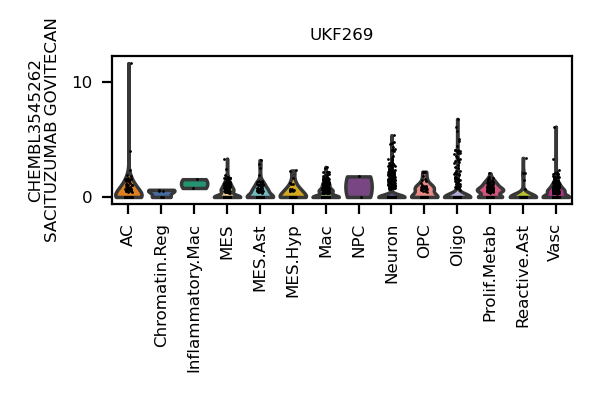 UKF269
CHEMBL3545262
SACITUZUMAB GOVITECAN
10
0
AC
Chromatin.Reg
Inflammatory.Mac
MES
MES.Ast
MES.Hyp
Mac
NPC
Neuron
OPC
Oligo
Prolif.Metab
Reactive.Ast
Vasc